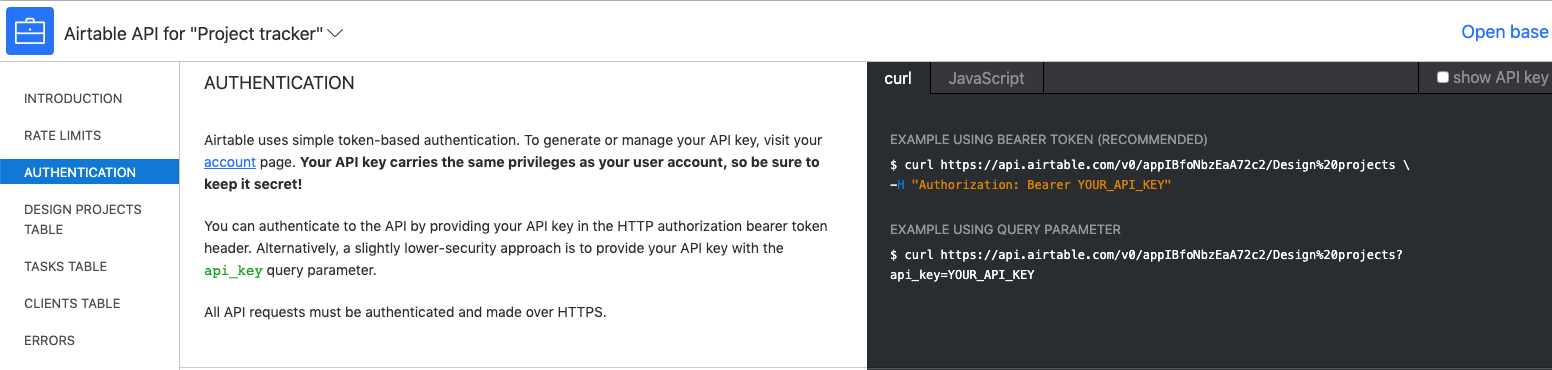 Airtable API for "Project tracker"
Open base
INTRODUCTION
RATE LIMITS
AUTHENTICATION
DESIGN PROJECTS
TABLE
TASKS TABLE
CLIENTS TABLE
ERRORS
AUTHENTICATION
Airtable uses simple token-based authentication. To generate or manage your API key, visit your
account page. Your API key carries the same privileges as your user account, so be sure to
keep it secret!
You can authenticate to the API by providing your API key in the HTTP authorization bearer token
header. Alternatively, a slightly lower-security approach is to provide your API key with the
api_key query parameter.
All API requests must be authenticated and made over HTTPS.
curl
JavaScript
show API key
EXAMPLE USING BEARER TOKEN (RECOMMENDED)
$ curl https://api.airtable.com/v0/appIBfoNbzEaA72c2/Design%20projects \
-H "Authorization: Bearer YOUR_API_KEY"
EXAMPLE USING QUERY PARAMETER
$ curl https://api.airtable.com/v0/appIBfoNbzEaA72c2/Design%20projects?
api_key=YOUR_API_KEY